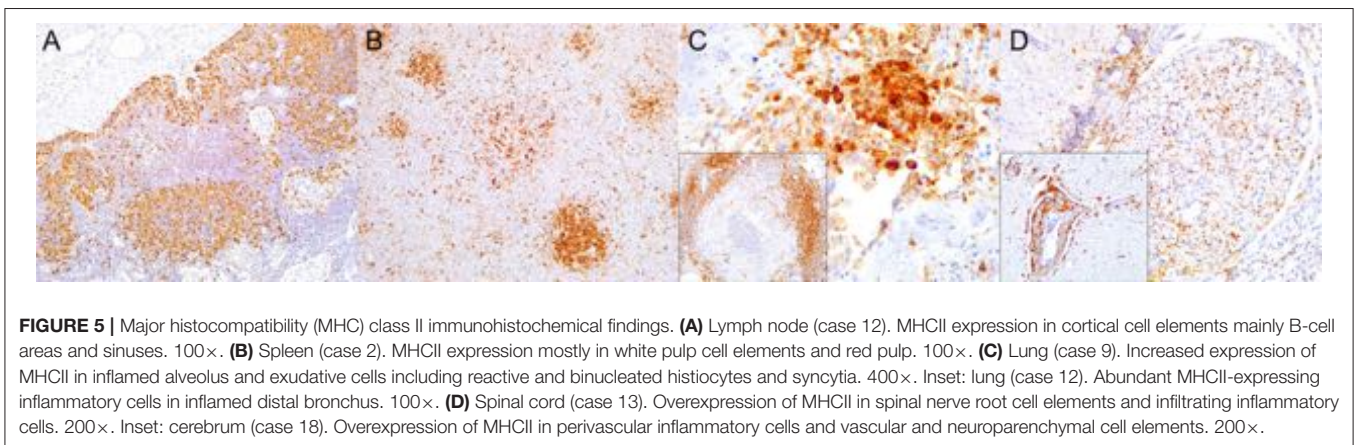 A B C D
FIGURE 5 | Major histocompatibility (MHC) class II immunohistochemical findings. (A) Lymph node (case 12). MHCII expression in cortical cell elements mainly B-cell
areas and sinuses. 100×. (B) Spleen (case 2). MHCII expression mostly in white pulp cell elements and red pulp. 100×. (C) Lung (case 9). Increased expression of
MHCII in inflamed alveolus and exudative cells including reactive and binucleated histiocytes and syncytia. 400×. Inset: lung (case 12). Abundant MHCII-expressing
inflammatory cells in inflamed distal bronchus. 100×. (D) Spinal cord (case 13). Overexpression of MHCII in spinal nerve root cell elements and infiltrating inflammatory
cells. 200×. Inset: cerebrum (case 18). Overexpression of MHCII in perivascular inflammatory cells and vascular and neuroparenchymal cell elements. 200×.